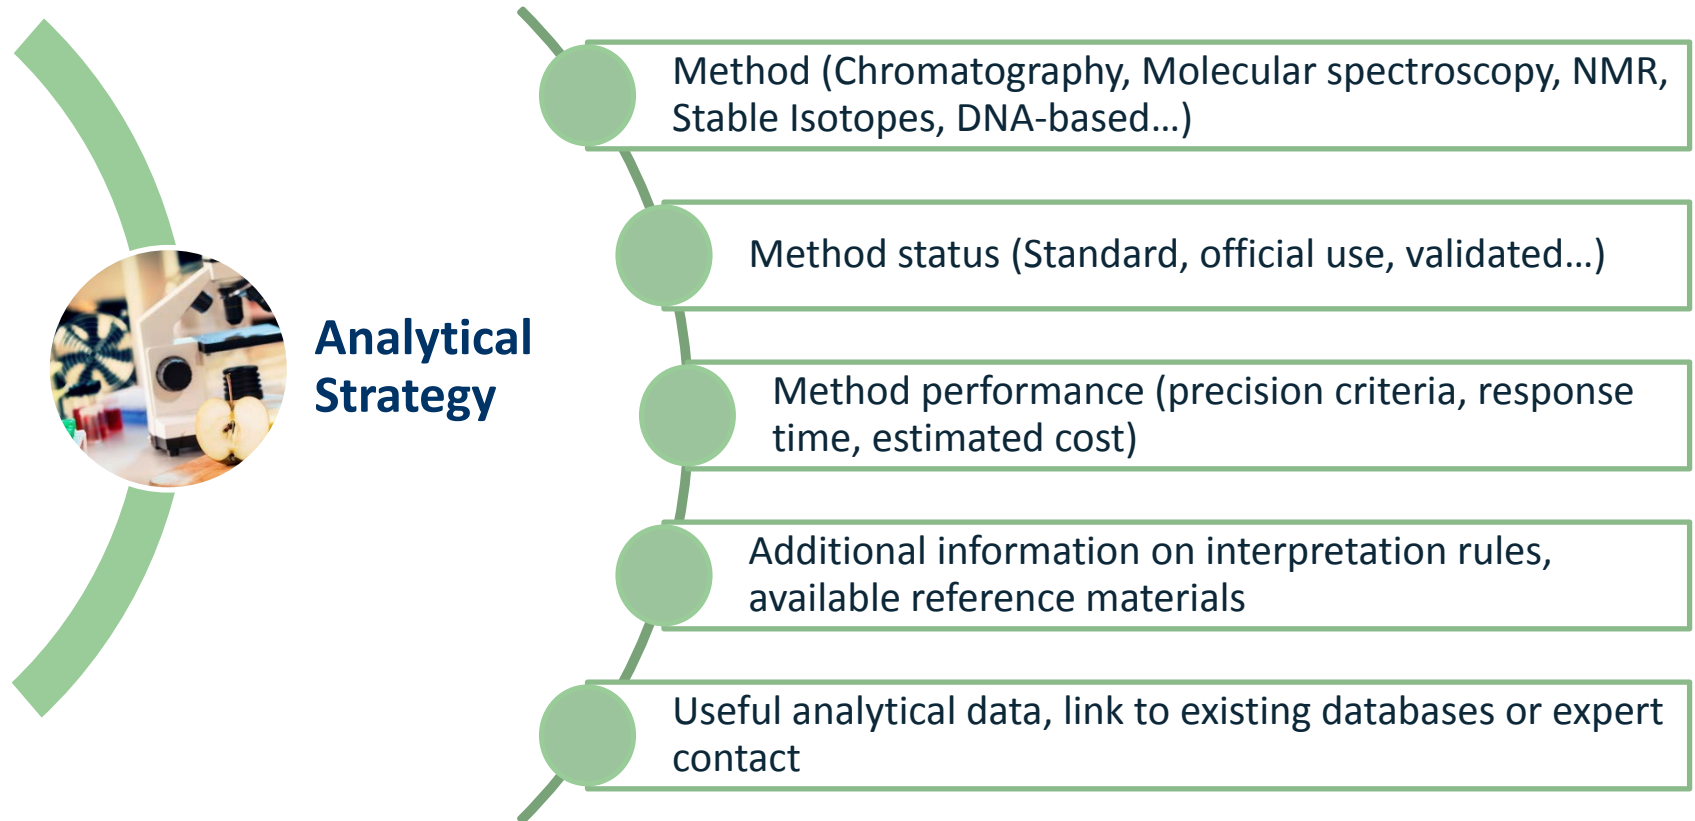 Analytical
Strategy
Method (Chromatography, Molecular spectroscopy, NMR,
Stable Isotopes, DNA-based…)
Method status (Standard, official use, validated…)
Method performance (precision criteria, response
time, estimated cost)
Additional information on interpretation rules,
available reference materials
Useful analytical data, link to existing databases or expert
contact